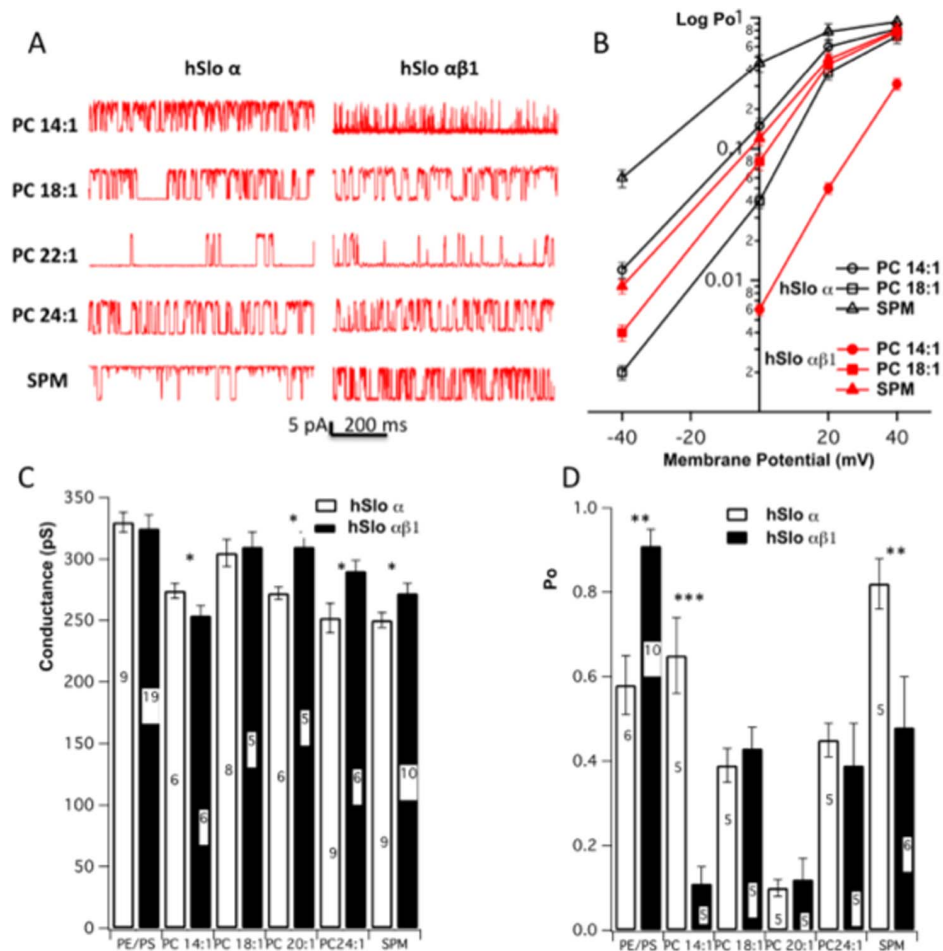 A
hSlo α
hSlo αβ1
PC 14:1
PC 18:1
PC 22:1
PC 24:1
SPM
5 pA
200 ms
B
Log Po
1
8
6
4
2
0.1
8
6
4
2
0.01
8
6
4
2
-40
-20
20
40
Membrane Potential (mV)
hSlo α
PC 14:1
PC 18:1
SPM
hSlo αβ1
PC 14:1
PC 18:1
SPM
C
Conductance (pS)
350
300
250
200
150
100
50
0
hSlo α
hSlo αβ1
*
*
*
*
9
19
6
6
8
5
6
5
9
6
9
10
PE/PS
PC 14:1
PC 18:1
PC 20:1
PC24:1
SPM
D
Po
1.0
0.8
0.6
0.4
0.2
0.0
hSlo α
hSlo αβ1
**
***
**
6
10
5
5
5
5
5
5
5
5
5
6
PE/PS
PC 14:1
PC 18:1
PC 20:1
PC24:1
SPM